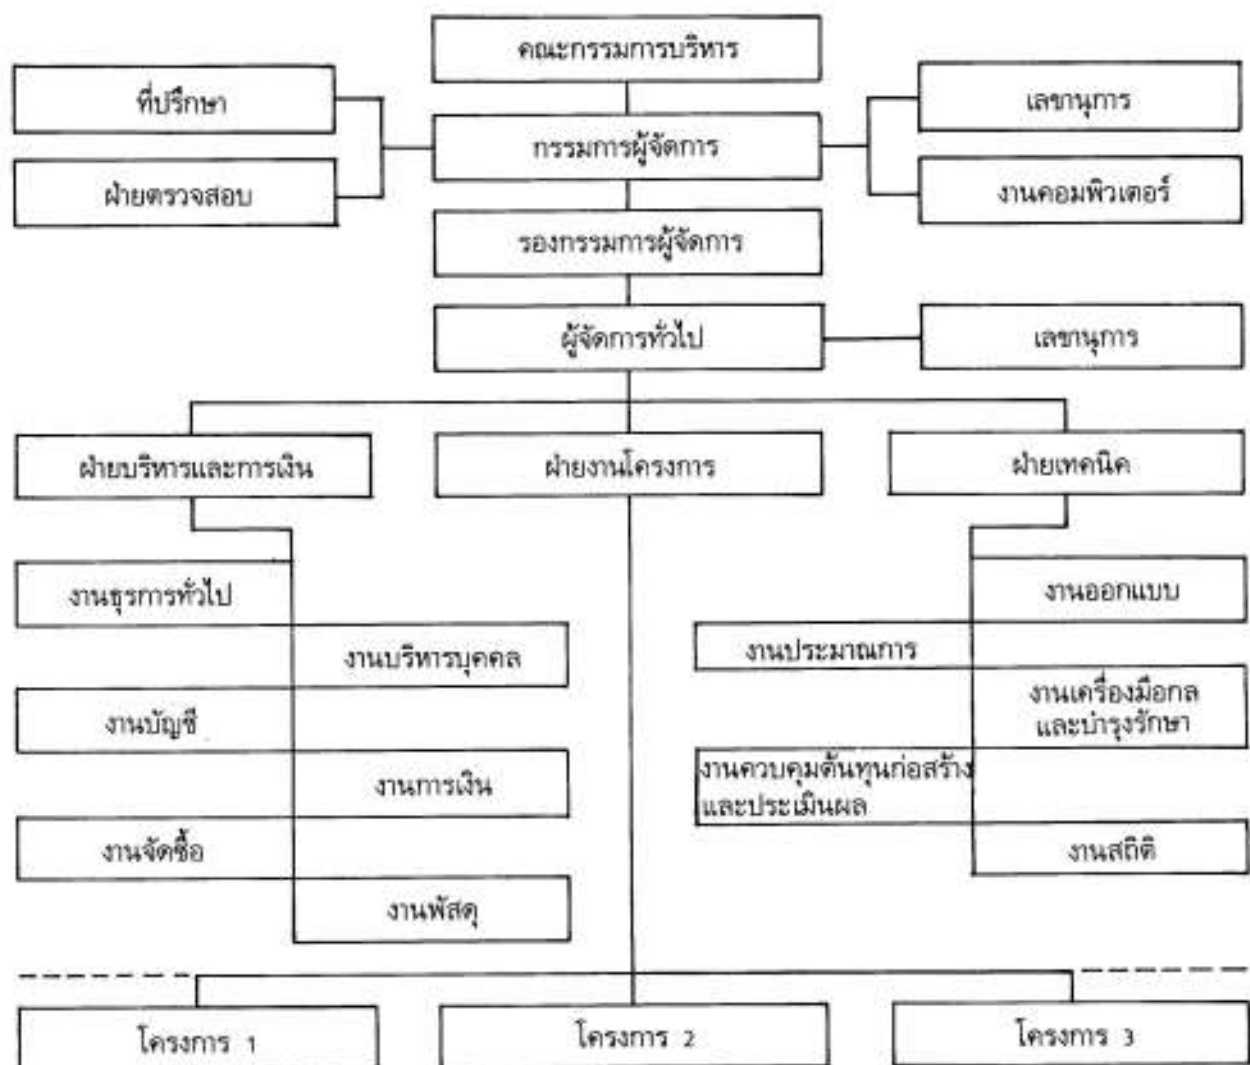 คณะกรรมการบริหาร
ที่ปรึกษา
เลขานุการ
กรรมการผู้จัดการ
ฝ่ายตรวจสอบ
งานคอมพิวเตอร์
รองกรรมการผู้จัดการ
ผู้จัดการทั่วไป
เลขานุการ
ฝ่ายบริหารและการเงิน
ฝ่ายงานโครงการ
ฝ่ายเทคนิค
งานธุรการทั่วไป
งานบริหารบุคคล
งานบัญชี
งานการเงิน
งานจัดซื้อ
งานพัสดุ
งานออกแบบ
งานประมาณการ
งานเครื่องมือกล
และบำรุงรักษา
งานควบคุมต้นทุนก่อสร้าง
และประเมินผล
งานสถิติ
โครงการ 1
โครงการ 2
โครงการ 3